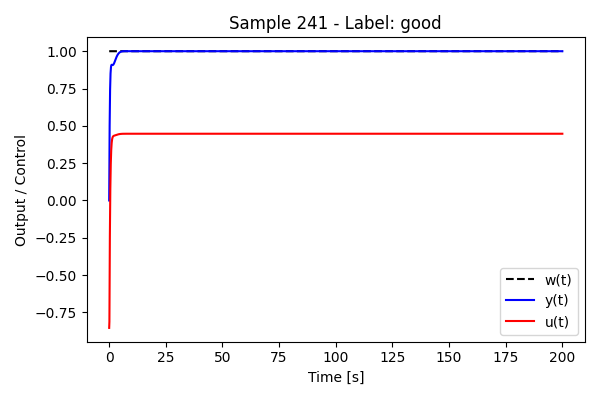 Sample 241 - Label: good
Output / Control
1.00
0.75
0.50
0.25
0.00
−0.25
−0.50
−0.75
w(t)
y(t)
u(t)
0 25 50 75 100 125 150 175 200
Time [s]